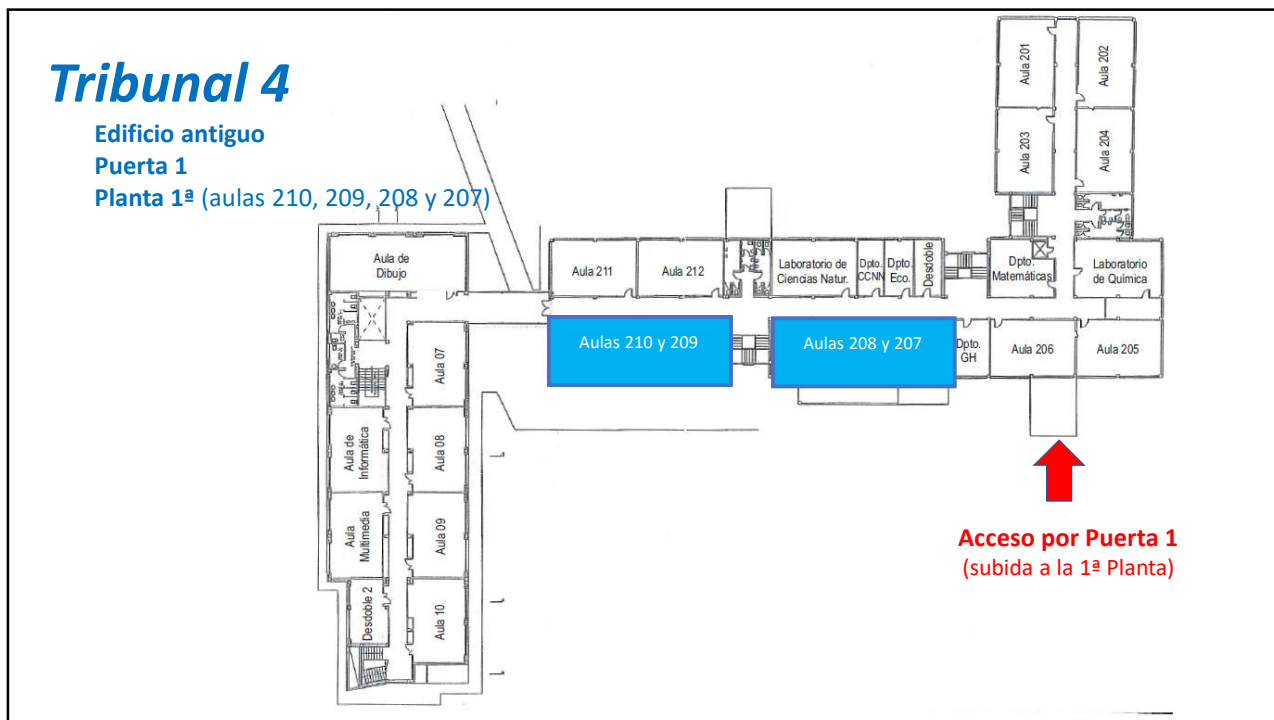 Tribunal 4
Edificio antiguo
Puerta 1
Planta 1ª (aulas 210, 209, 208 y 207)
Aula 201
Aula 202
Aula 203
Aula 204
Aula de
Dibujo
Aula 211
Aula 212
Laboratorio de
Ciencias Natur.
Dpto.
CCNN
Dpto.
Eco.
Desdoble
Dpto.
Matemáticas
Laboratorio
de Química
Aulas 210 y 209
Aulas 208 y 207
Dpto.
GH
Aula 206
Aula 205
Aula 07
Aula de
Informática
Aula 08
Aula
Multimedia
Aula 09
Desdoble 2
Aula 10
Acceso por Puerta 1
(subida a la 1ª Planta)